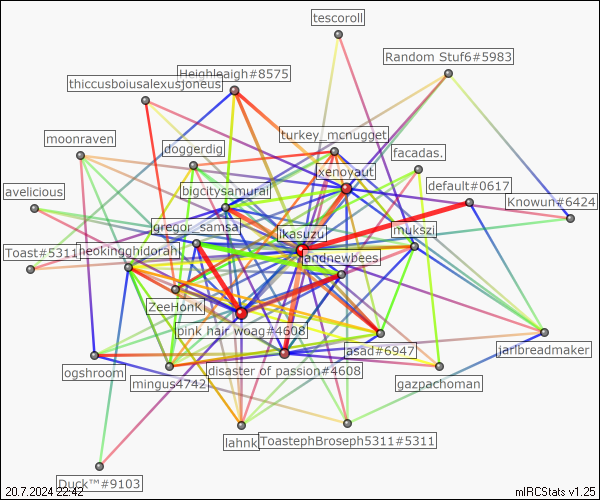 tescoroll
Random Stuf6#5983
Heighleigh#8575
thiccusboiusalexusjoneus
turkey_mcnugget
moonraven
doggerdig
facadas.
xenovaut
default#0617
avelicious
bigcitysamurai
Knowun#6424
gregor_samsa
ikasuzu
mukszi
Toast#5311
heokingghidorah
andnewbees
ZeeHonK
pink hair woag#4608
asad#6947
jarlbreadmaker
ogshroom
mingus4742
disaster of passion#4608
gazpachoman
lahnk
ToastephBroseph5311#5311
Duck™#9103
20.7.2024 22:42
mIRCStats v1.25